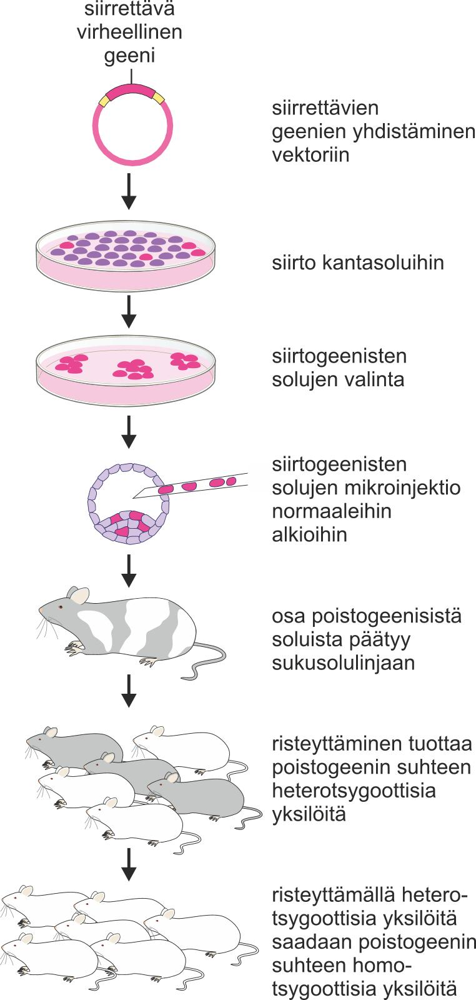 siirrettävä
virheellinen
geeni
siirrettävien
geenien yhdistäminen
vektoriin
siirto kantasoluihin
siirtogeenisten
solujen valinta
siirtogeenisten
solujen mikroinjektio
normaaleihin
alkioihin
osa poistogeenisistä
soluista päätyy
sukusolulinjaan
risteyttäminen tuottaa
poistogeenin suhteen
heterotsygoottisia
yksilöitä
risteyttämällä hetero-
tsygoottisia yksilöitä
saadaan poistogeenin
suhteen homo-
tsygoottisia yksilöitä